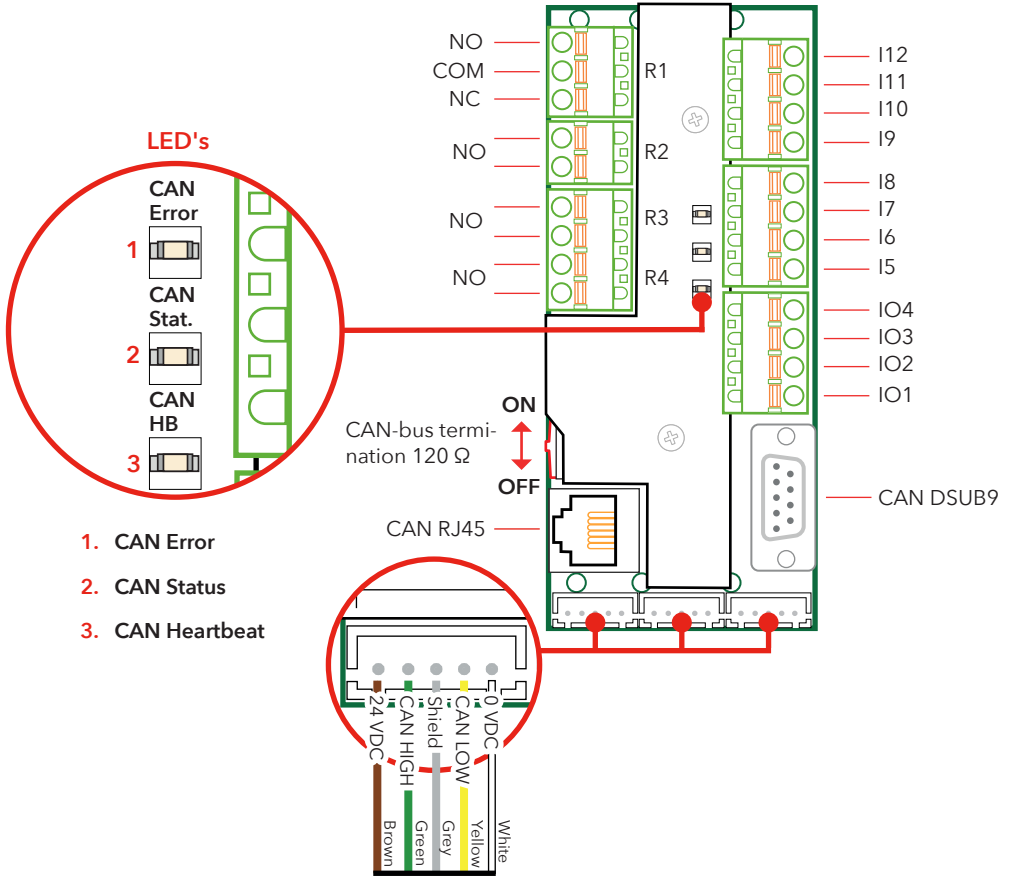 NO
COM
NC
R1
NO
R2
NO
R3
NO
R4
I12
I11
I10
I9
I8
I7
I6
I5
IO4
IO3
IO2
IO1
LED's
CAN
Error
1
CAN
Stat.
2
CAN
HB
3
ON
CAN-bus termi-
nation 120 Ω
OFF
CAN RJ45
CAN DSUB9
1. CAN Error
2. CAN Status
3. CAN Heartbeat
24 VDC
CAN HIGH
Shield
CAN LOW
0 VDC
Brown
Green
Grey
Yellow
White